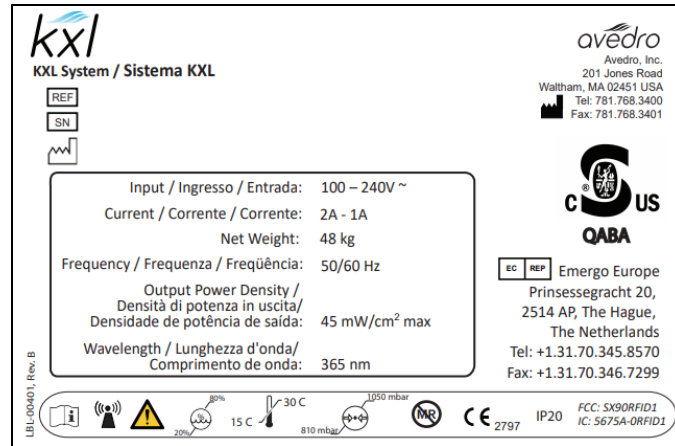 kxl
KXL System / Sistema KXL
REF
SN
avedro
Avedro, Inc.
201 Jones Road
Waltham, MA 02451 USA
Tel: 781.768.3400
Fax: 781.768.3401
C ® US
QABA
Input / Ingresso / Entrada: 100 – 240V ~
Current / Corrente / Corrente: 2A - 1A
Net Weight: 48 kg
Frequency / Frequenza / Freqüência: 50/60 Hz
Output Power Density /
Densità di potenza in uscita/
Densidade de potência de saída: 45 mW/cm² max
Wavelength / Lunghezza d'onda/
Comprimento de onda: 365 nm
EC REP Emergo Europe
Prinsessegracht 20,
2514 AP, The Hague,
The Netherlands
Tel: +1.31.70.345.8570
Fax: +1.31.70.346.7299
LBL-00401, Rev. B
20% 80%
15 C 30 C
810 mbar 1050 mbar
MR
CE 2797
IP20
FCC: SX90RFID1
IC: 5675A-0RFID1